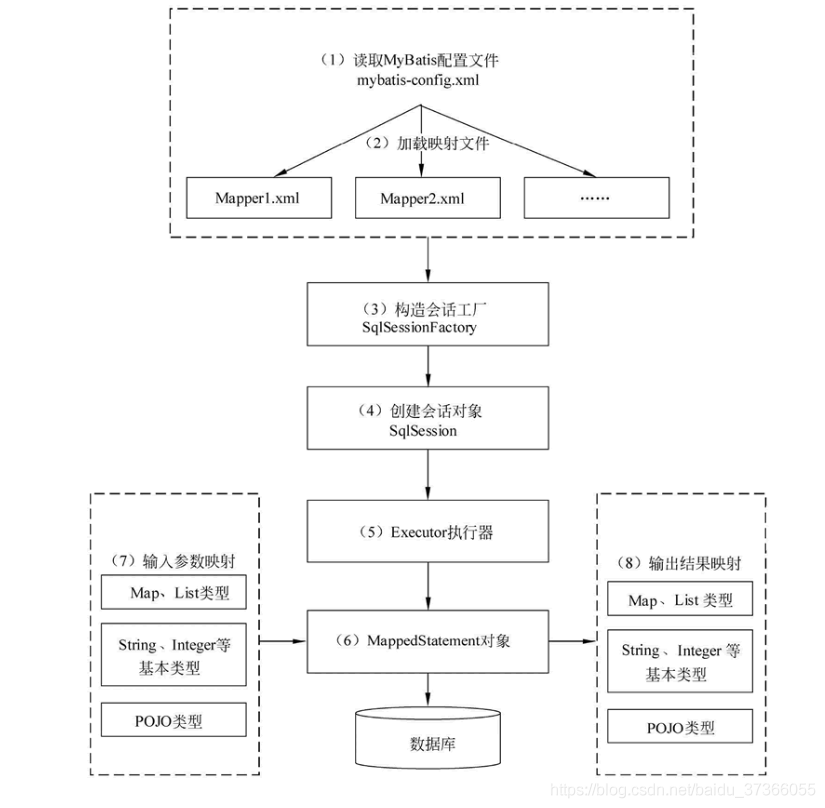 （1）读取MyBatis配置文件
mybatis-config.xml
（2）加载映射文件
Mapper1.xml
Mapper2.xml
……
（3）构造会话工厂
SqlSessionFactory
（4）创建会话对象
SqlSession
（5）Executor执行器
（7）输入参数映射
Map、List类型
String、Integer等
基本类型
POJO类型
（6）MappedStatement对象
（8）输出结果映射
Map、List 类型
String、Integer 等
基本类型
POJO类型
数据库
https://blog.csdn.net/baidu_37366055